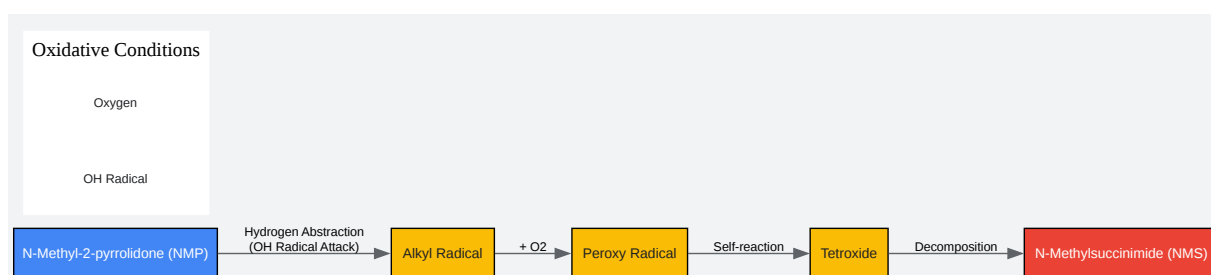 Oxidative Conditions
Oxygen
OH Radical
N-Methyl-2-pyrrolidone (NMP)
Hydrogen Abstraction
(OH Radical Attack)
Alkyl Radical
+ O2
Peroxy Radical
Self-reaction
Tetroxide
Decomposition
N-Methylsuccinimide (NMS)